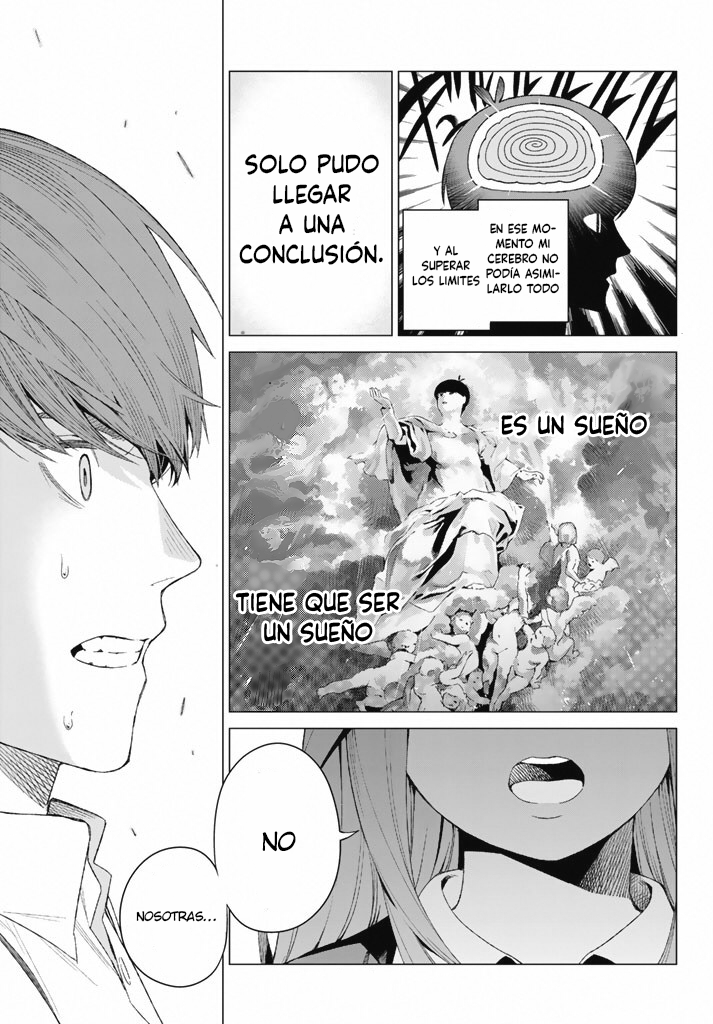 EN ESE MO-
MENTO MI
CEREBRO NO
PODÍA ASIMI-
LARLO TODO
Y AL
SUPERAR
LOS LIMITES
SOLO PUDO
LLEGAR
A UNA
CONCLUSIÓN.
ES UN SUEÑO
TIENE QUE SER
UN SUEÑO
NO
NOSOTRAS...